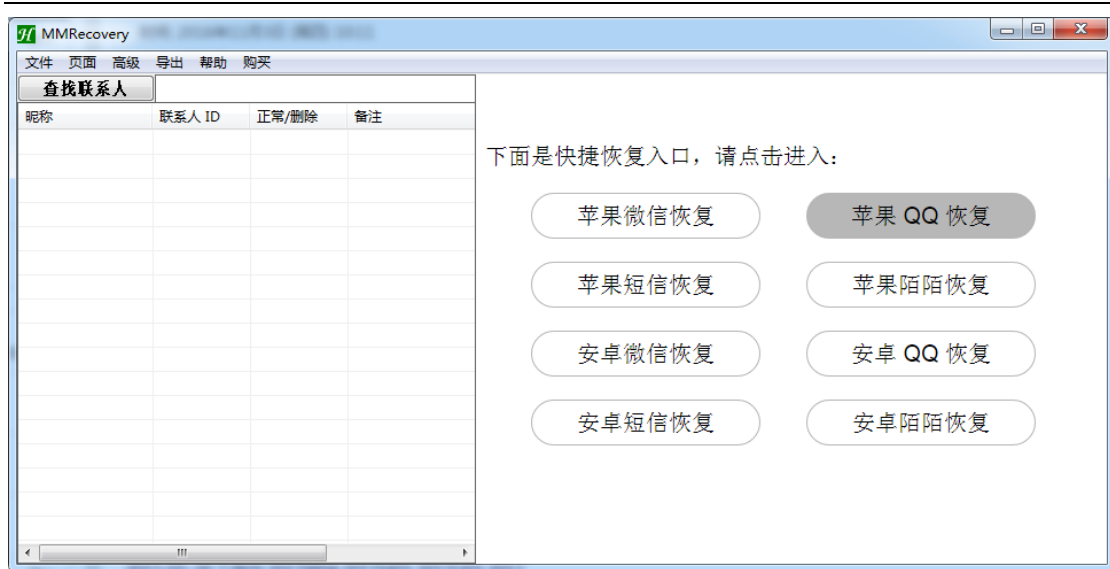 MMRecovery
文件 页面 高级 导出 帮助 购买
查找联系人
昵称 联系人 ID 正常/删除 备注
下面是快捷恢复入口，请点击进入：
苹果微信恢复 苹果 QQ 恢复
苹果短信恢复 苹果陌陌恢复
安卓微信恢复 安卓 QQ 恢复
安卓短信恢复 安卓陌陌恢复